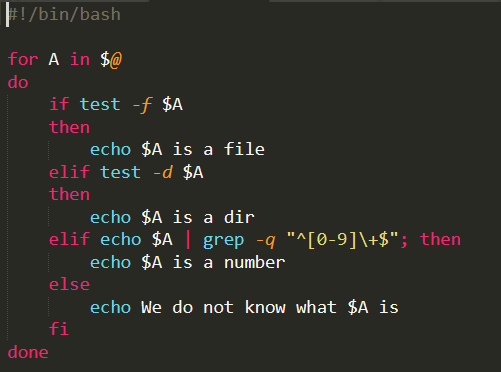 #!/bin/bash

for A in $@
do
    if test -f $A
    then
        echo $A is a file
    elif test -d $A
    then
        echo $A is a dir
    elif echo $A | grep -q "^[0-9]\+$"; then
        echo $A is a number
    else
        echo We do not know what $A is
    fi
done